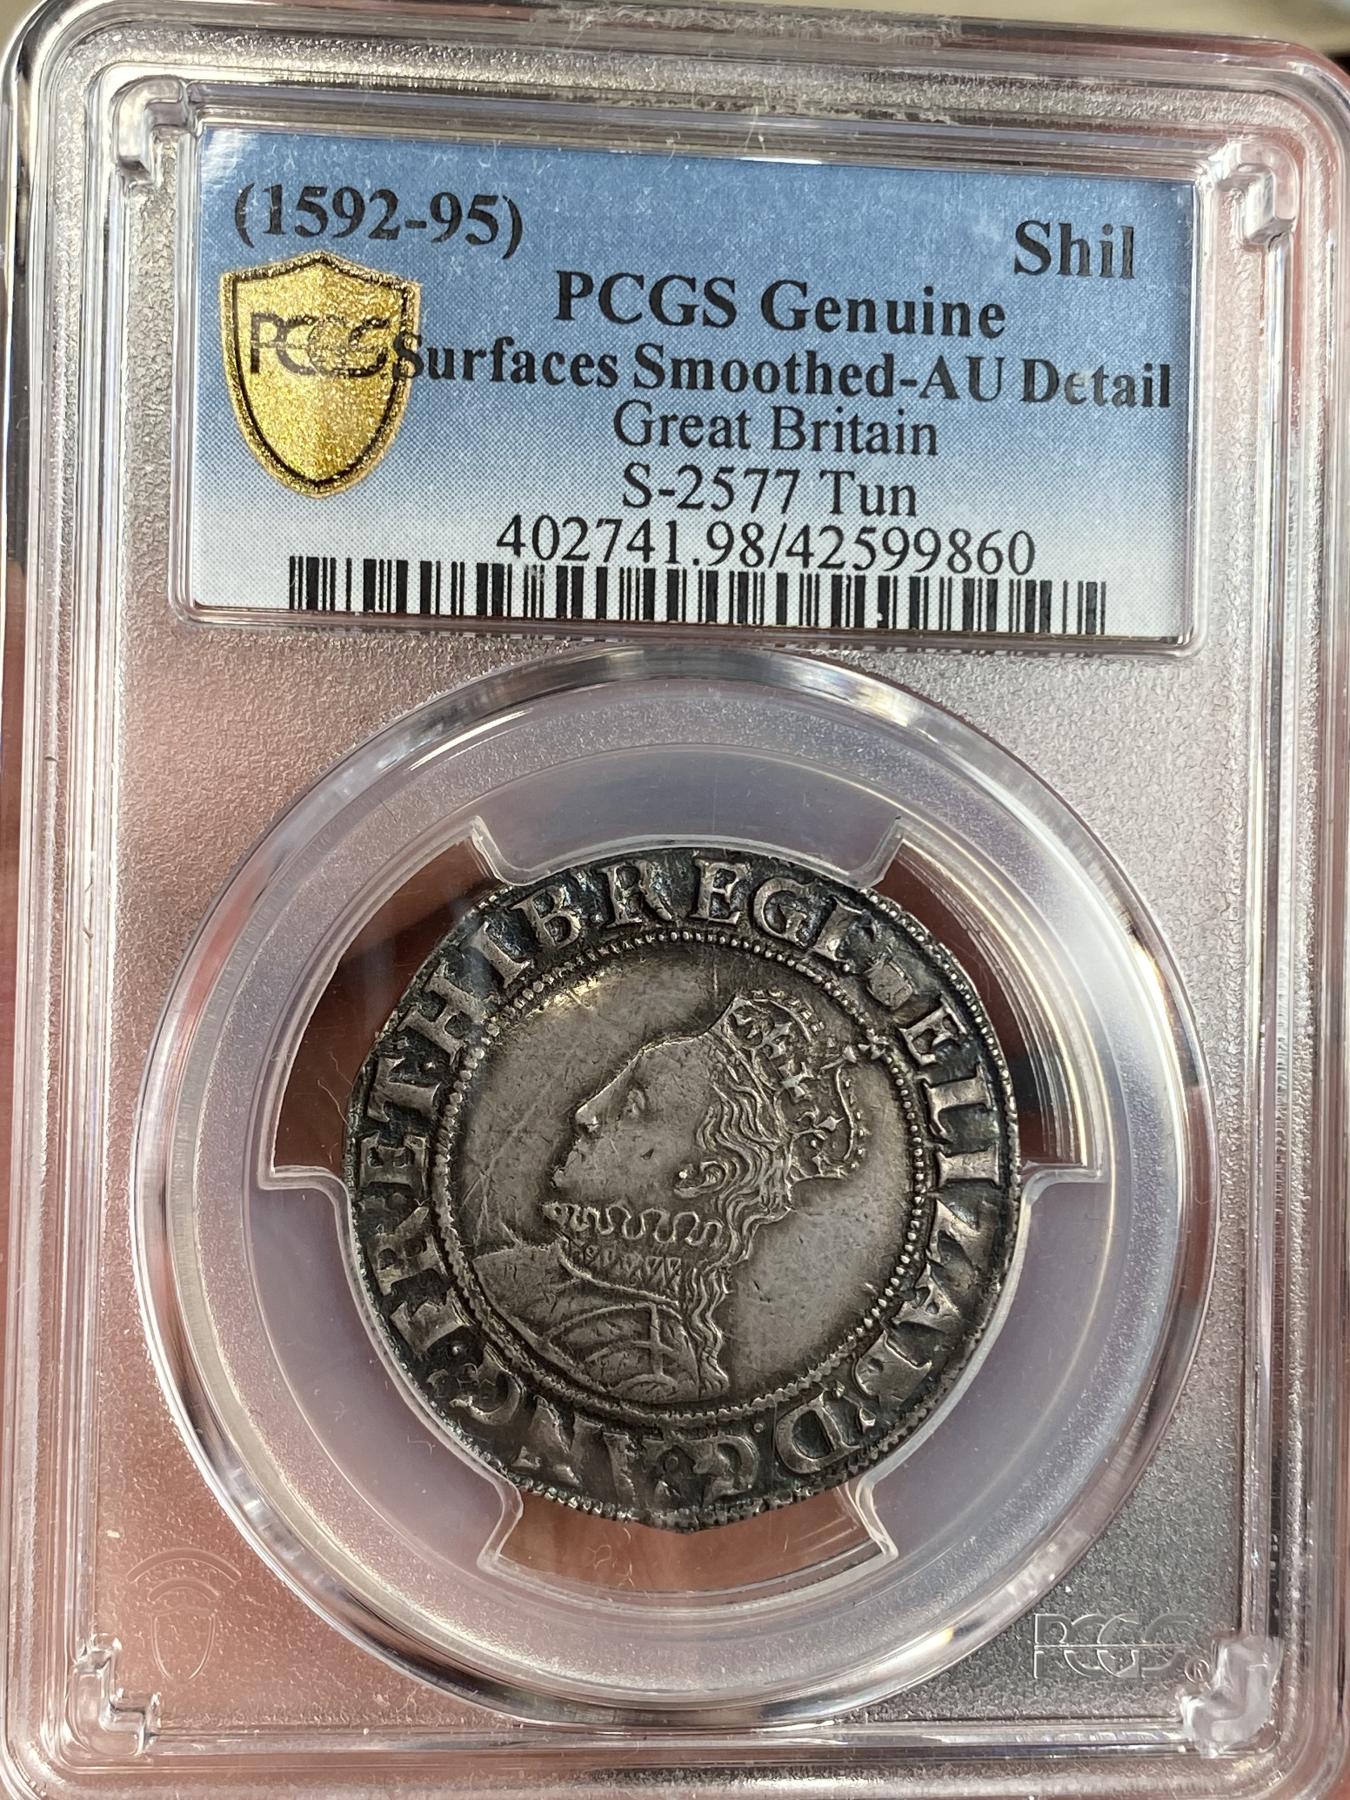 (1592-95)
Shil
PCGS Genuine
PCGS
Surfaces Smoothed-AU Detail
Great Britain
S-2577 Tun
402741.98/42599860
ELIZAB·D·G·ANG·FR·ET·HIB·REGI·
PCGS®